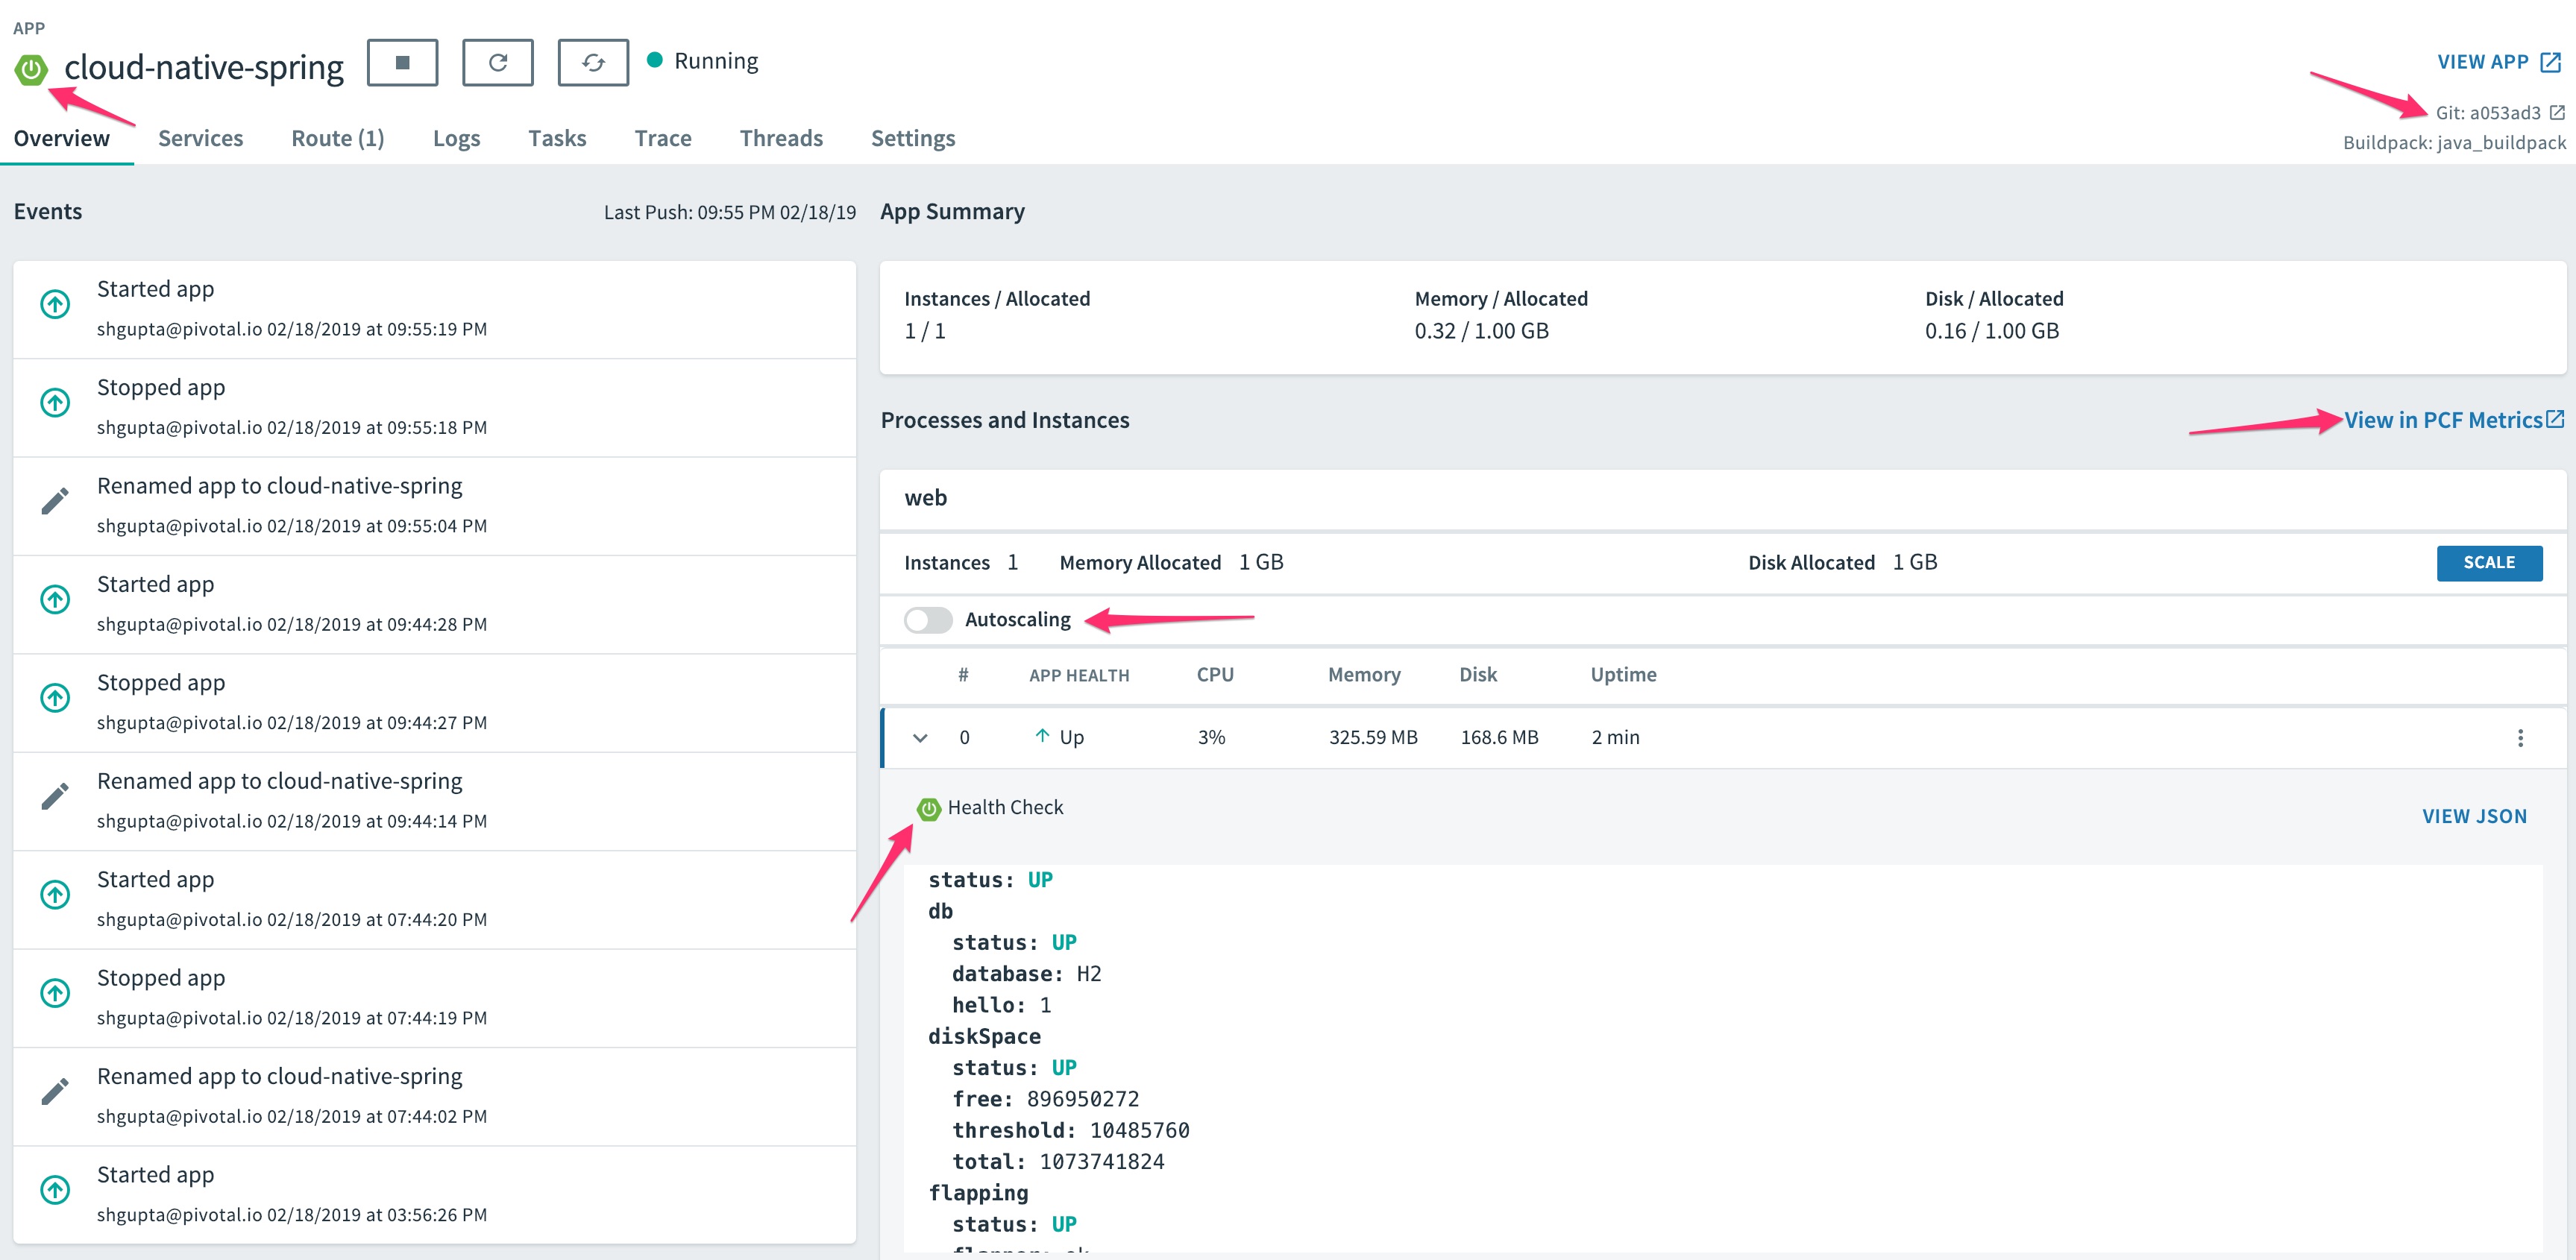 APP
cloud-native-spring
Running
VIEW APP
Git: a053ad3
Buildpack: java_buildpack
Overview Services Route (1) Logs Tasks Trace Threads Settings
Events Last Push: 09:55 PM 02/18/19
Started app
shgupta@pivotal.io 02/18/2019 at 09:55:19 PM
Stopped app
shgupta@pivotal.io 02/18/2019 at 09:55:18 PM
Renamed app to cloud-native-spring
shgupta@pivotal.io 02/18/2019 at 09:55:04 PM
Started app
shgupta@pivotal.io 02/18/2019 at 09:44:28 PM
Stopped app
shgupta@pivotal.io 02/18/2019 at 09:44:27 PM
Renamed app to cloud-native-spring
shgupta@pivotal.io 02/18/2019 at 09:44:14 PM
Started app
shgupta@pivotal.io 02/18/2019 at 07:44:20 PM
Stopped app
shgupta@pivotal.io 02/18/2019 at 07:44:19 PM
Renamed app to cloud-native-spring
shgupta@pivotal.io 02/18/2019 at 07:44:02 PM
Started app
shgupta@pivotal.io 02/18/2019 at 03:56:26 PM
App Summary
Instances / Allocated Memory / Allocated Disk / Allocated
1 / 1 0.32 / 1.00 GB 0.16 / 1.00 GB
Processes and Instances View in PCF Metrics
web
Instances 1 Memory Allocated 1 GB Disk Allocated 1 GB SCALE
Autoscaling
# APP HEALTH CPU Memory Disk Uptime
0 Up 3% 325.59 MB 168.6 MB 2 min
Health Check
VIEW JSON
status: UP
db
status: UP
database: H2
hello: 1
diskSpace
status: UP
free: 896950272
threshold: 10485760
total: 1073741824
flapping
status: UP